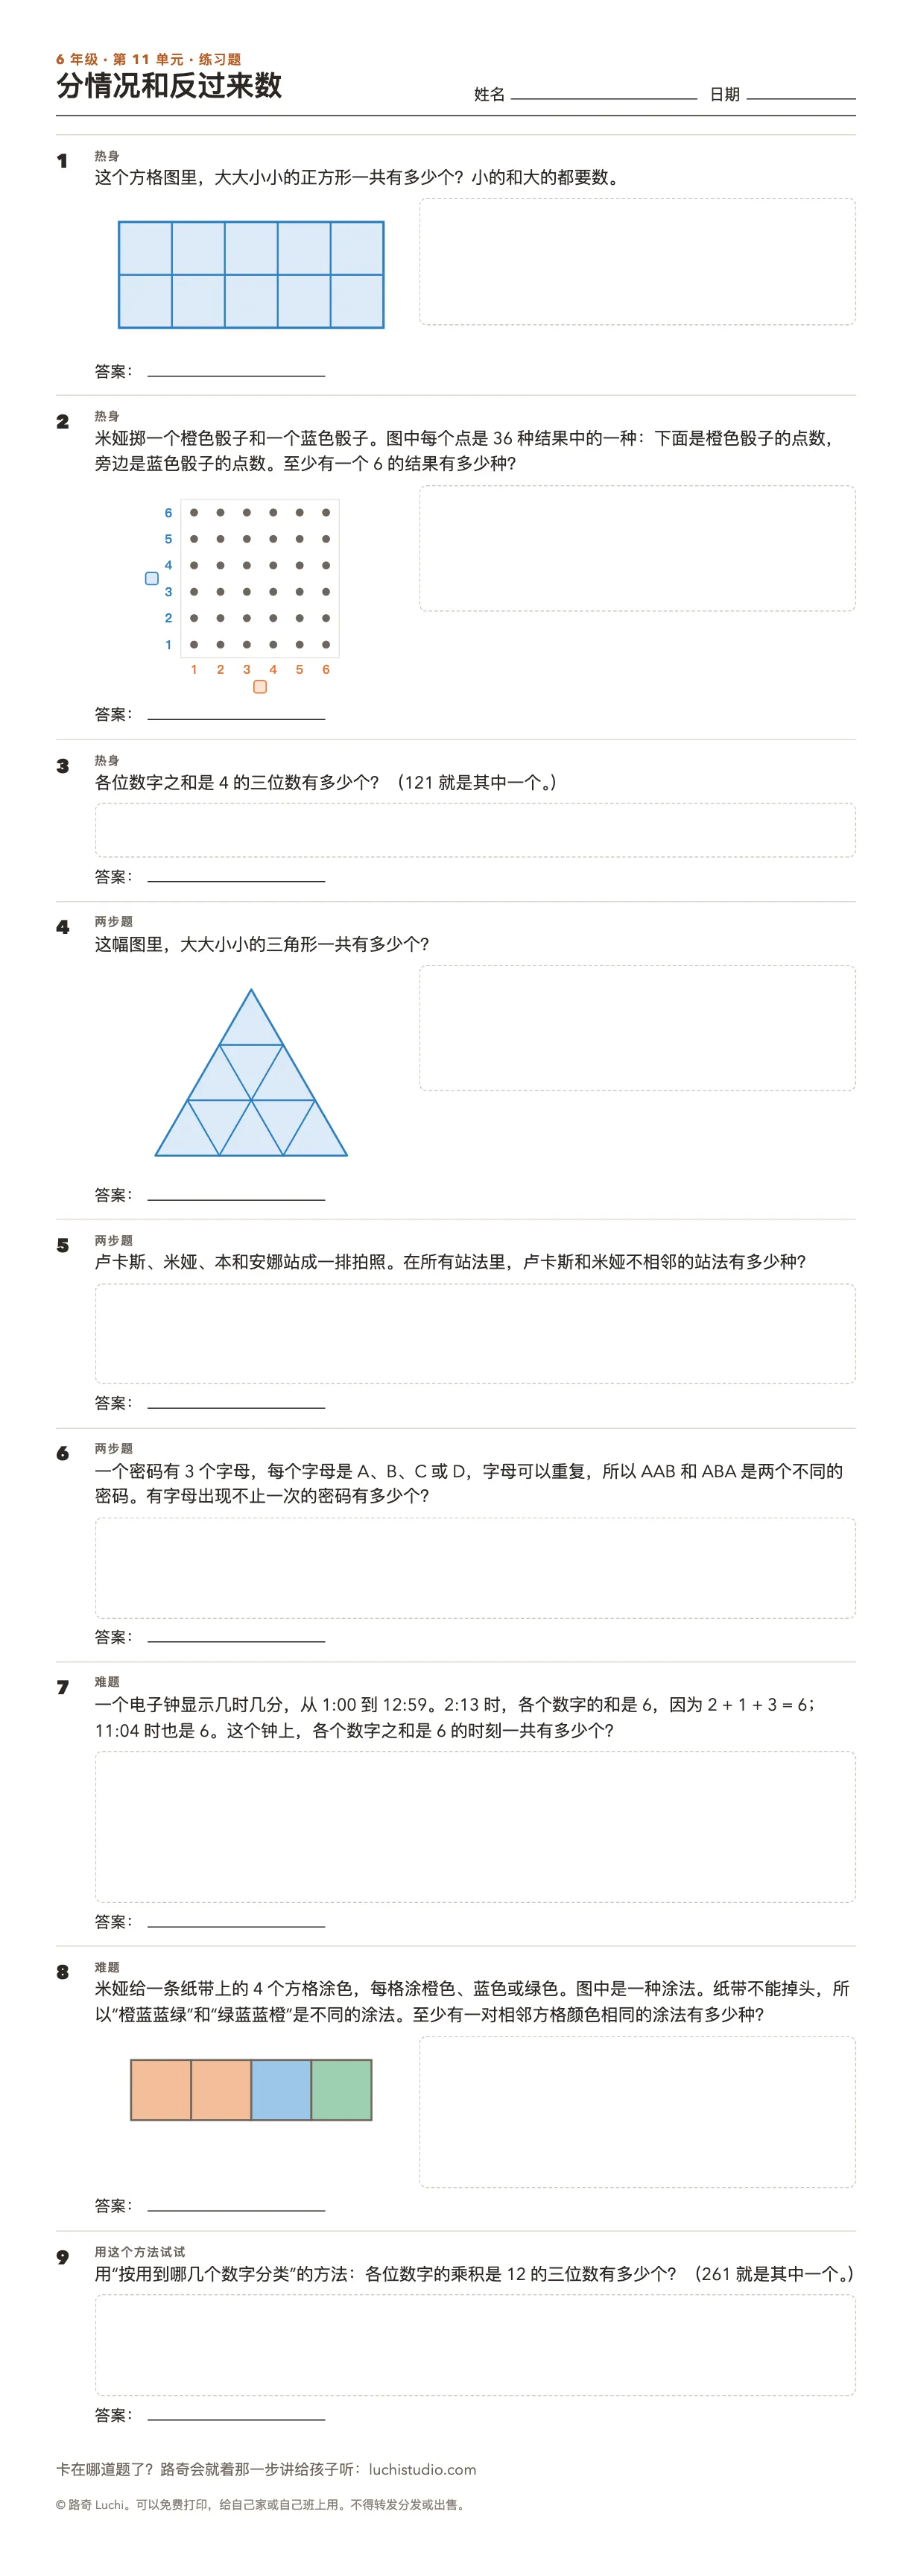 6 年级 · 第 11 单元 · 练习题
分情况和反过来数
姓名 日期
1
热身
这个方格图里，大大小小的正方形一共有多少个？小的和大的都要数。
答案：
2
热身
米娅掷一个橙色骰子和一个蓝色骰子。图中每个点是 36 种结果中的一种：下面是橙色骰子的点数，
旁边是蓝色骰子的点数。至少有一个 6 的结果有多少种？
6
5
4
3
2
1
1 2 3 4 5 6
答案：
3
热身
各位数字之和是 4 的三位数有多少个？（121 就是其中一个。）
答案：
4
两步题
这幅图里，大大小小的三角形一共有多少个？
答案：
5
两步题
卢卡斯、米娅、本和安娜站成一排拍照。在所有站法里，卢卡斯和米娅不相邻的站法有多少种？
答案：
6
两步题
一个密码有 3 个字母，每个字母是 A、B、C 或 D，字母可以重复，所以 AAB 和 ABA 是两个不同的
密码。有字母出现不止一次的密码有多少个？
答案：
7
难题
一个电子钟显示几时几分，从 1:00 到 12:59。2:13 时，各个数字的和是 6，因为 2 + 1 + 3 = 6；
11:04 时也是 6。这个钟上，各个数字之和是 6 的时刻一共有多少个？
答案：
8
难题
米娅给一条纸带上的 4 个方格涂色，每格涂橙色、蓝色或绿色。图中是一种涂法。纸带不能掉头，所
以“橙蓝蓝绿”和“绿蓝蓝橙”是不同的涂法。至少有一对相邻方格颜色相同的涂法有多少种？
答案：
9
用这个方法试试
用“按用到哪几个数字分类”的方法：各位数字的乘积是 12 的三位数有多少个？（261 就是其中一个。）
答案：
卡在哪道题了？路奇会就着那一步讲给孩子听：luchistudio.com
© 路奇 Luchi。可以免费打印，给自己家或自己班上用。不得转发分发或出售。